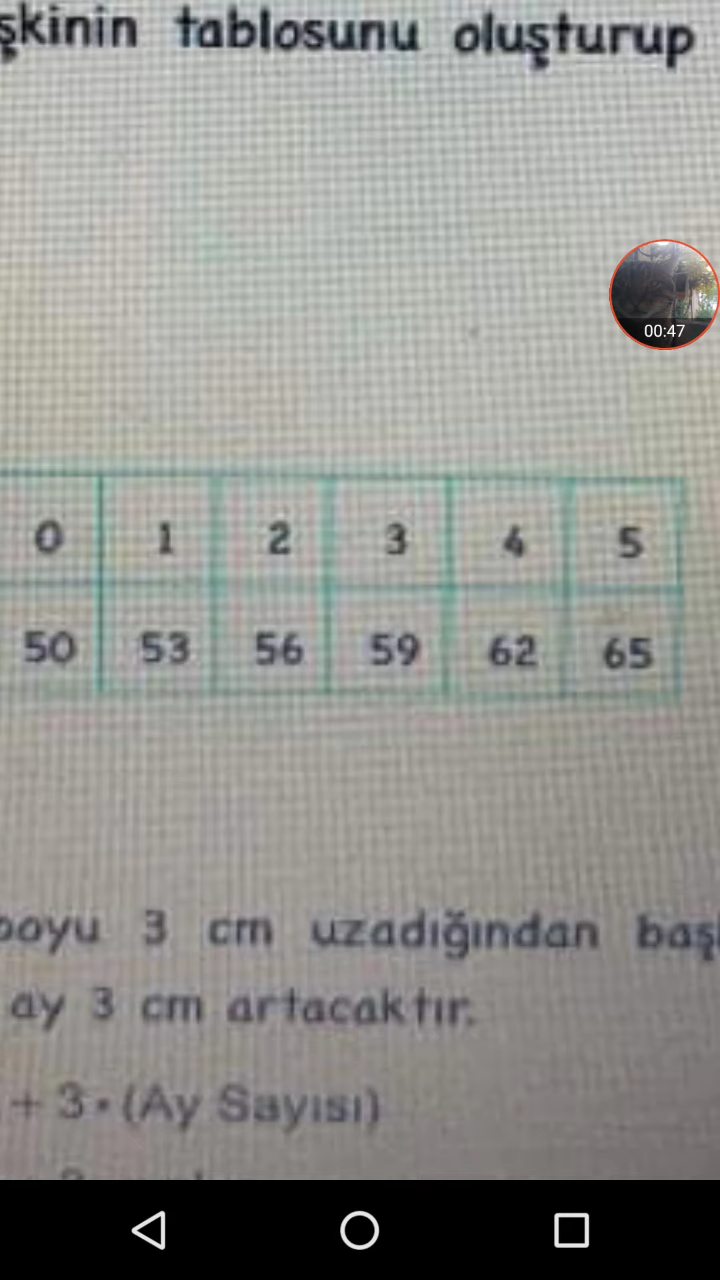 şkinin tablosunu oluşturup
00:47
0 1 2 3 4 5
50 53 56 59 62 65
boyu 3 cm uzadığından
ay 3 cm artacaktır.
+ 3・(Ay Sayısı)